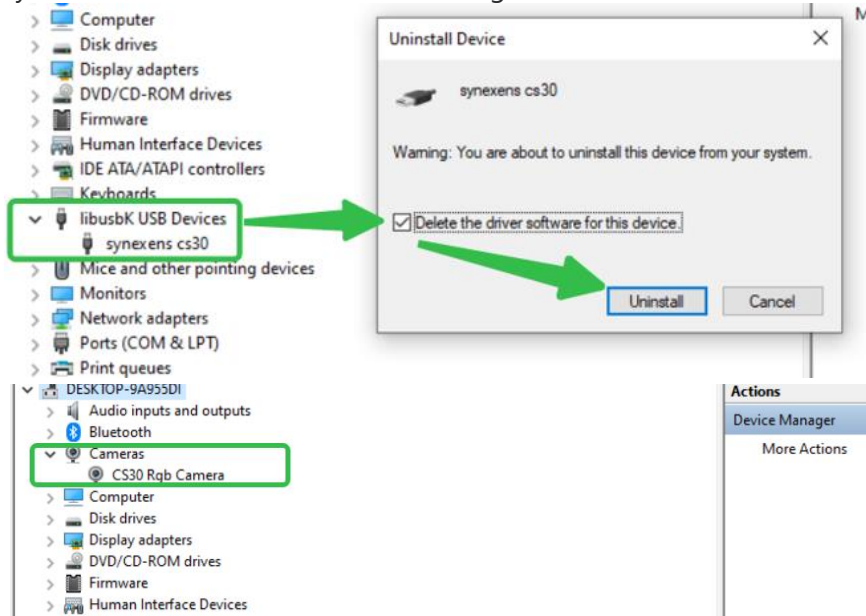 Computer
Disk drives
Display adapters
DVD/CD-ROM drives
Firmware
Human Interface Devices
IDE ATA/ATAPI controllers
Keyboards
libusbK USB Devices
synexens cs30
Mice and other pointing devices
Monitors
Network adapters
Ports (COM & LPT)
Print queues
Uninstall Device
synexens cs30
Warning: You are about to uninstall this device from your system.
Delete the driver software for this device.
Uninstall
Cancel
DESKTOP-9A955DI
Audio inputs and outputs
Bluetooth
Cameras
CS30 Rgb Camera
Computer
Disk drives
Display adapters
DVD/CD-ROM drives
Firmware
Human Interface Devices
Actions
Device Manager
More Actions